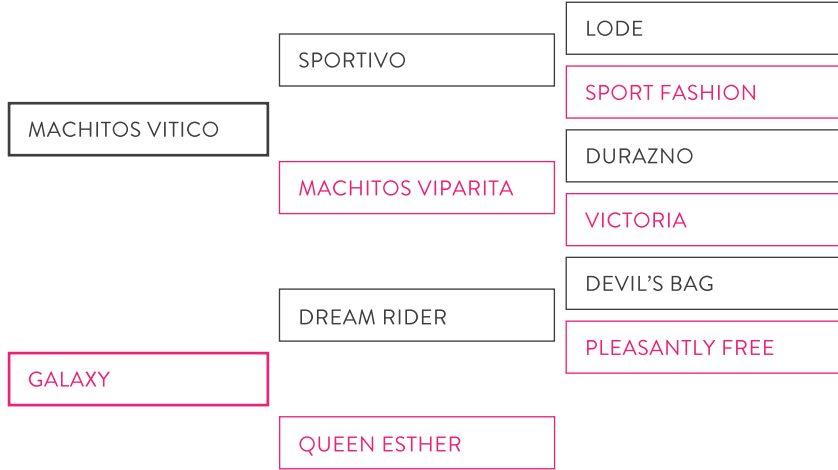 LODE
SPORTIVO
SPORT FASHION
MACHITOS VITICO
DURAZNO
MACHITOS VIPARITA
VICTORIA
DEVIL’S BAG
DREAM RIDER
PLEASANTLY FREE
GALAXY
QUEEN ESTHER